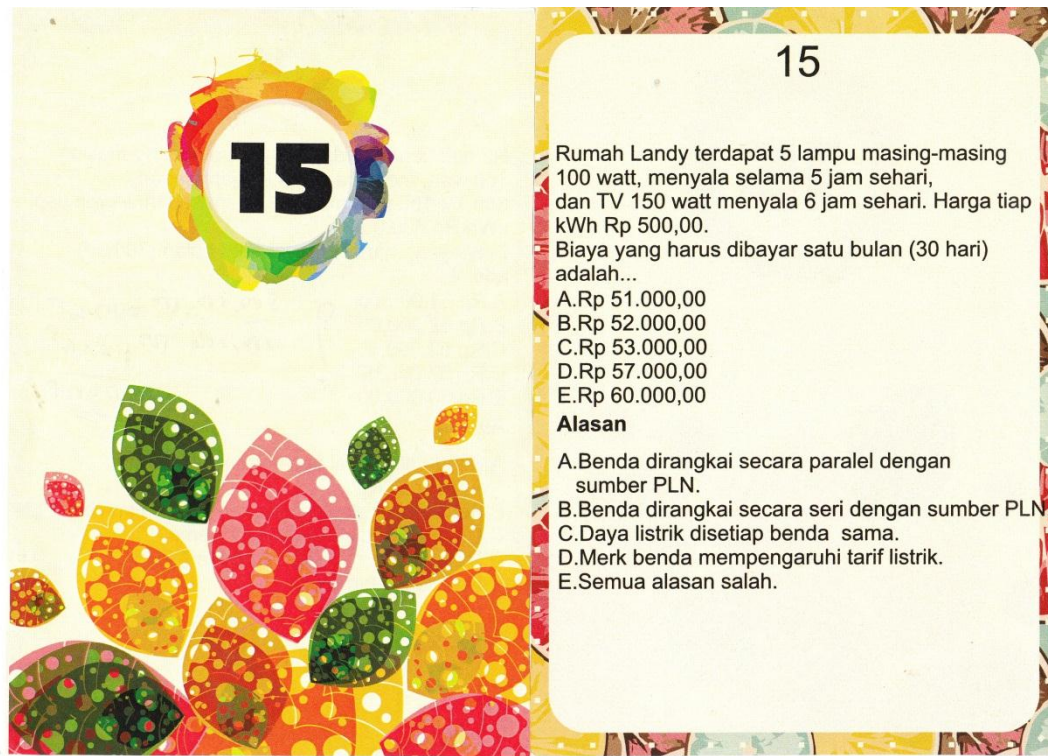 15
15
Rumah Landy terdapat 5 lampu masing-masing
100 watt, menyala selama 5 jam sehari,
dan TV 150 watt menyala 6 jam sehari. Harga tiap
kWh Rp 500,00.
Biaya yang harus dibayar satu bulan (30 hari)
adalah...
A.Rp 51.000,00
B.Rp 52.000,00
C.Rp 53.000,00
D.Rp 57.000,00
E.Rp 60.000,00
Alasan
A.Benda dirangkai secara paralel dengan
sumber PLN.
B.Benda dirangkai secara seri dengan sumber PLN
C.Daya listrik disetiap benda sama.
D.Merk benda mempengaruhi tarif listrik.
E.Semua alasan salah.